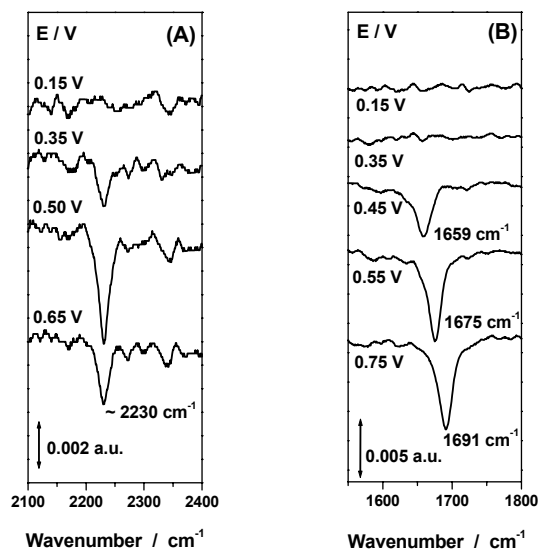 E / V (A)
0.15 V
0.35 V
0.50 V
0.65 V
~ 2230 cm⁻¹
0.002 a.u.
2100 2200 2300 2400
Wavenumber / cm⁻¹
E / V (B)
0.15 V
0.35 V
0.45 V
1659 cm⁻¹
0.55 V
1675 cm⁻¹
0.75 V
1691 cm⁻¹
0.005 a.u.
1600 1700 1800
Wavenumber / cm⁻¹